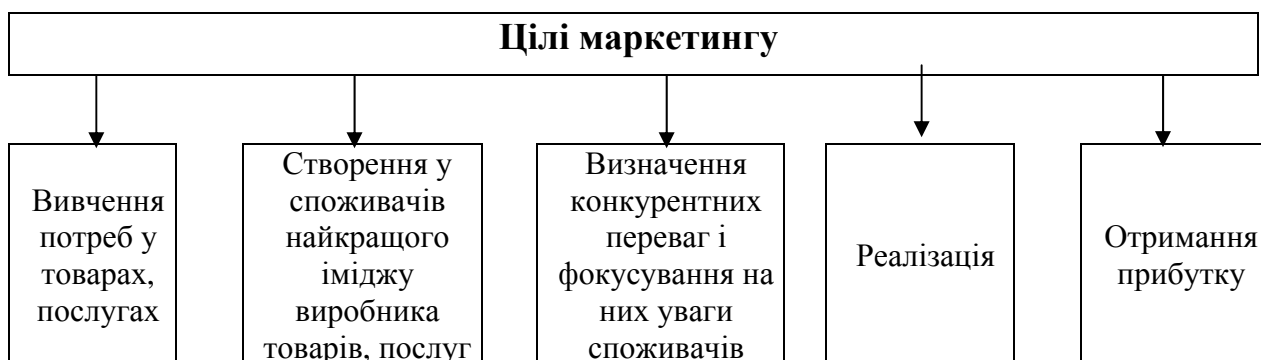 Цілі маркетингу
Вивчення
потреб у
товарах,
послугах
Створення у
споживачів
найкращого
іміджу
виробника
товарів, послуг
Визначення
конкурентних
переваг і
фокусування на
них уваги
споживачів
Реалізація
Отримання
прибутку